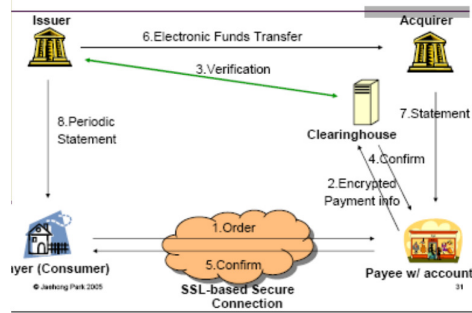 Issuer
Acquirer
6.Electronic Funds Transfer
3.Verification
7.Statement
8.Periodic
Statement
Clearinghouse
4.Confirm
2.Encrypted
Payment info
1.Order
5.Confirm
ayer (Consumer)
Payee w/ account
SSL-based Secure
Connection
© Jaehong Park 2005
31